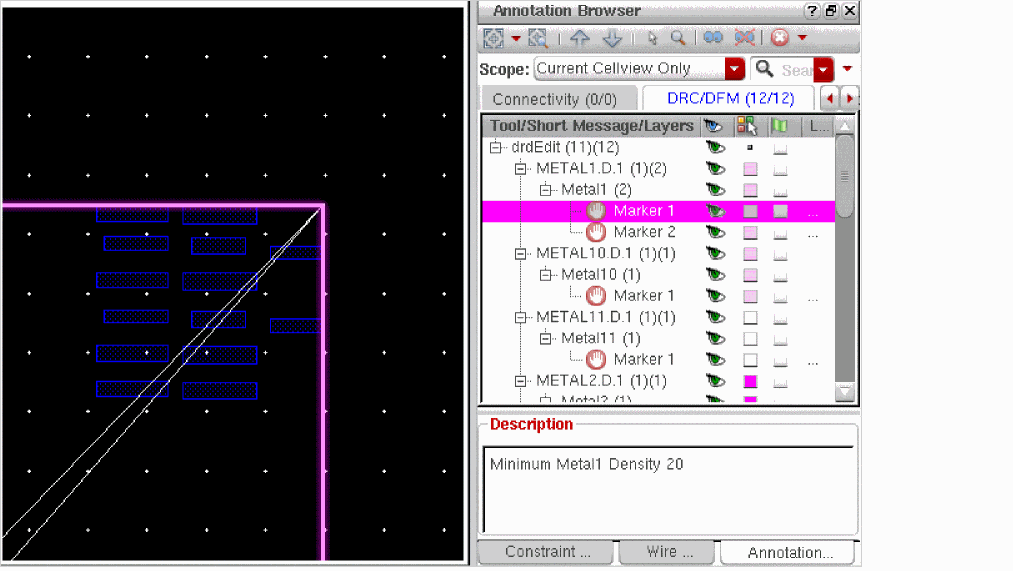 Annotation Browser
Scope: Current Cellview Only Sear
Connectivity (0/0) DRC/DFM (12/12)
Tool/Short Message/Layers L...
drdEdit (11)(12)
METAL1.D.1 (1)(2)
Metal1 (2)
Marker 1 ...
Marker 2 ...
METAL10.D.1 (1)(1)
Metal10 (1)
Marker 1 ...
METAL11.D.1 (1)(1)
Metal11 (1)
Marker 1 ...
METAL2.D.1 (1)(1)
Metal2 (1)
Description
Minimum Metal1 Density 20
Constraint ... Wire ... Annotation...